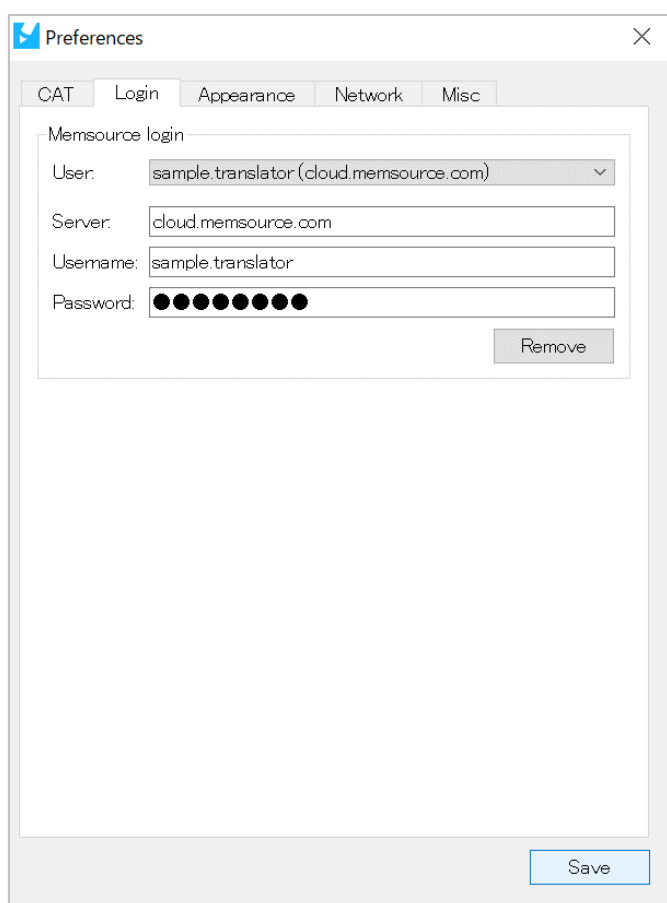 Preferences
CAT Login Appearance Network Misc
Memsource login
User: sample.translator (cloud.memsource.com)
Server: cloud.memsource.com
Username: sample.translator
Password: ●●●●●●●●
Remove
Save